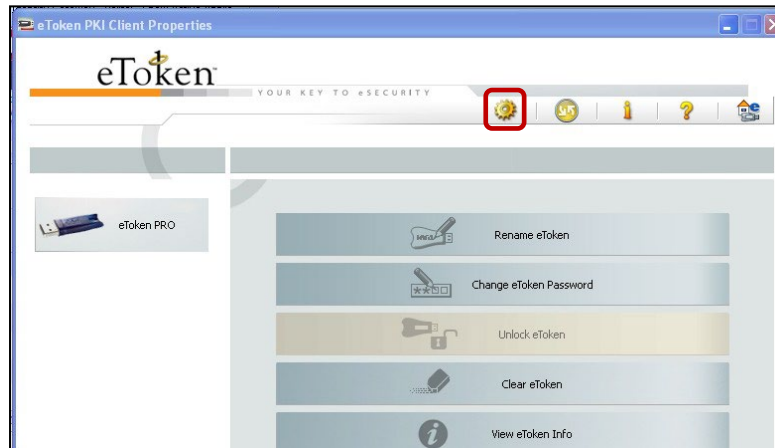 eToken PKI Client Properties
eToken
YOUR KEY TO eSECURITY
eToken PRO
Rename eToken
Change eToken Password
Unlock eToken
Clear eToken
View eToken Info